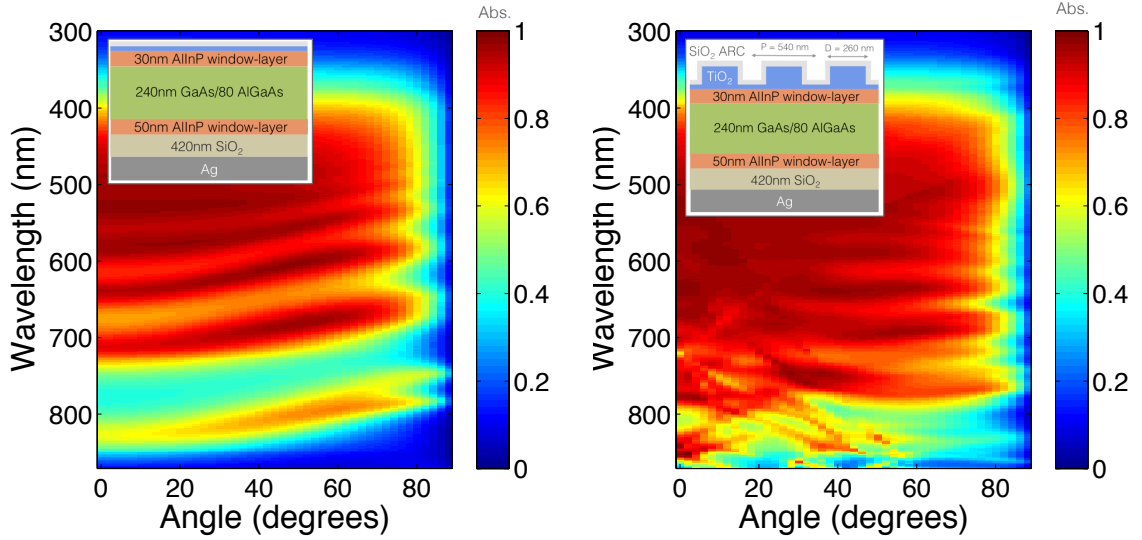 Abs.
300
400
500
600
700
800
Wavelength (nm)
0
20
40
60
80
Angle (degrees)
1
0.8
0.6
0.4
0.2
0
30nm AlInP window-layer
240nm GaAs/80 AlGaAs
50nm AlInP window-layer
420nm SiO₂
Ag
Abs.
300
400
500
600
700
800
Wavelength (nm)
0
20
40
60
80
Angle (degrees)
1
0.8
0.6
0.4
0.2
0
SiO₂ ARC
P = 540 nm
D = 260 nm
TiO₂
30nm AlInP window-layer
240nm GaAs/80 AlGaAs
50nm AlInP window-layer
420nm SiO₂
Ag